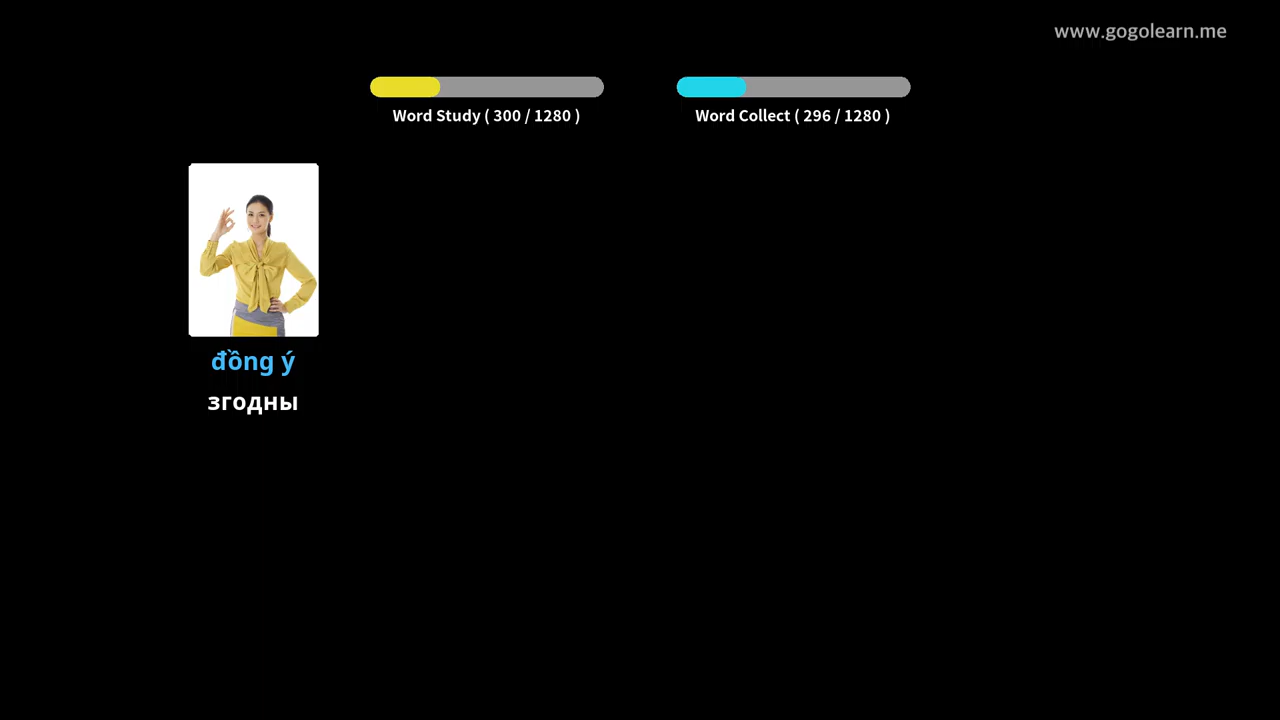 www.gogolearn.me
Word Study ( 300 / 1280 )
Word Collect ( 296 / 1280 )
đồng ý
згодны